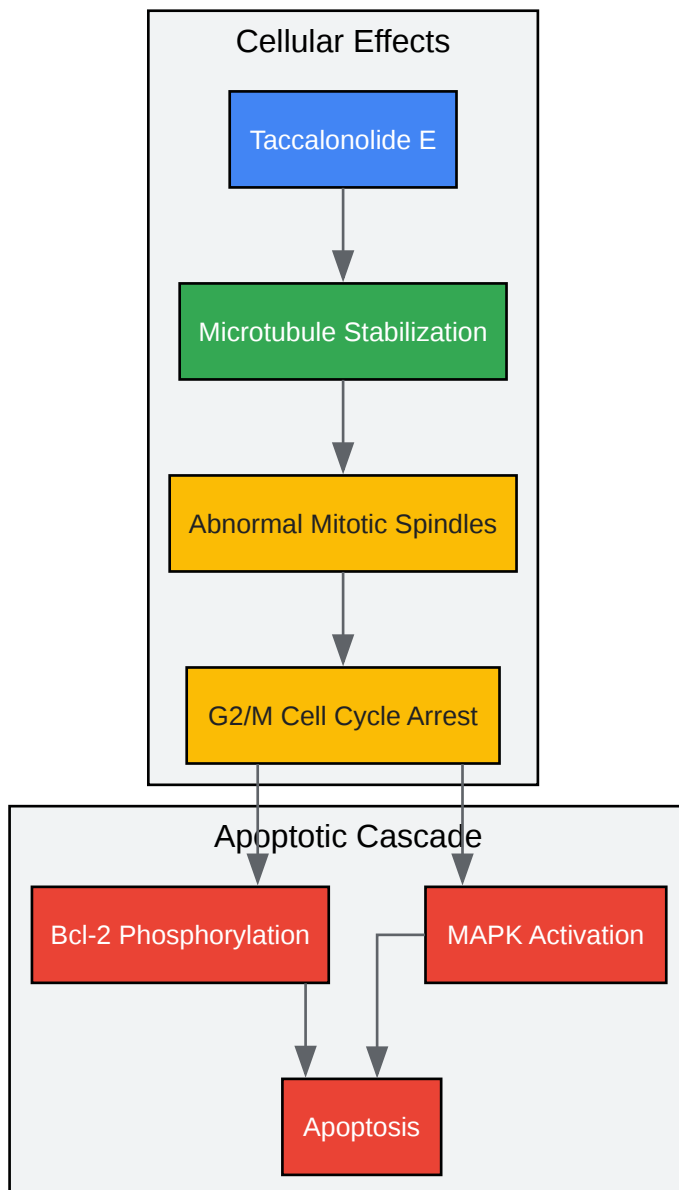 Cellular Effects
Taccalonolide E
Microtubule Stabilization
Abnormal Mitotic Spindles
G2/M Cell Cycle Arrest
Apoptotic Cascade
Bcl-2 Phosphorylation
MAPK Activation
Apoptosis